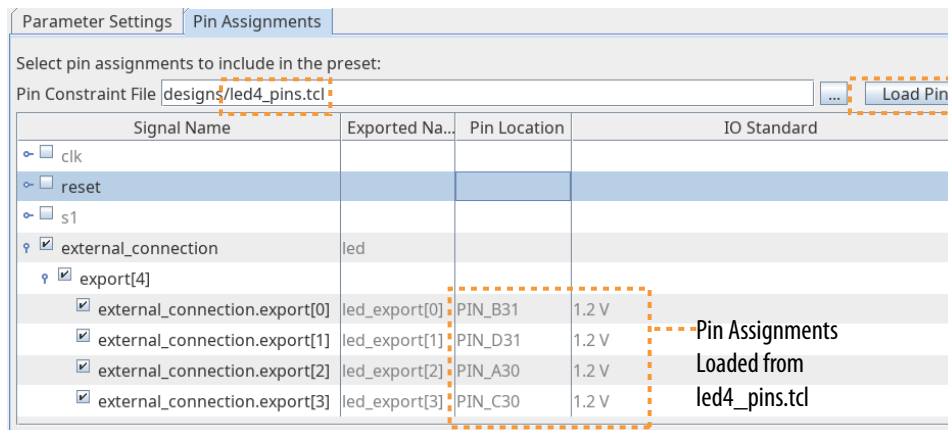 Parameter Settings Pin Assignments
Select pin assignments to include in the preset:
Pin Constraint File designs/led4_pins.tcl ... Load Pin
Signal Name Exported Na... Pin Location IO Standard
clk
reset
s1
external_connection led
export[4]
external_connection.export[0] led_export[0] PIN_B31 1.2 V
external_connection.export[1] led_export[1] PIN_D31 1.2 V
external_connection.export[2] led_export[2] PIN_A30 1.2 V
external_connection.export[3] led_export[3] PIN_C30 1.2 V
Pin Assignments
Loaded from
led4_pins.tcl